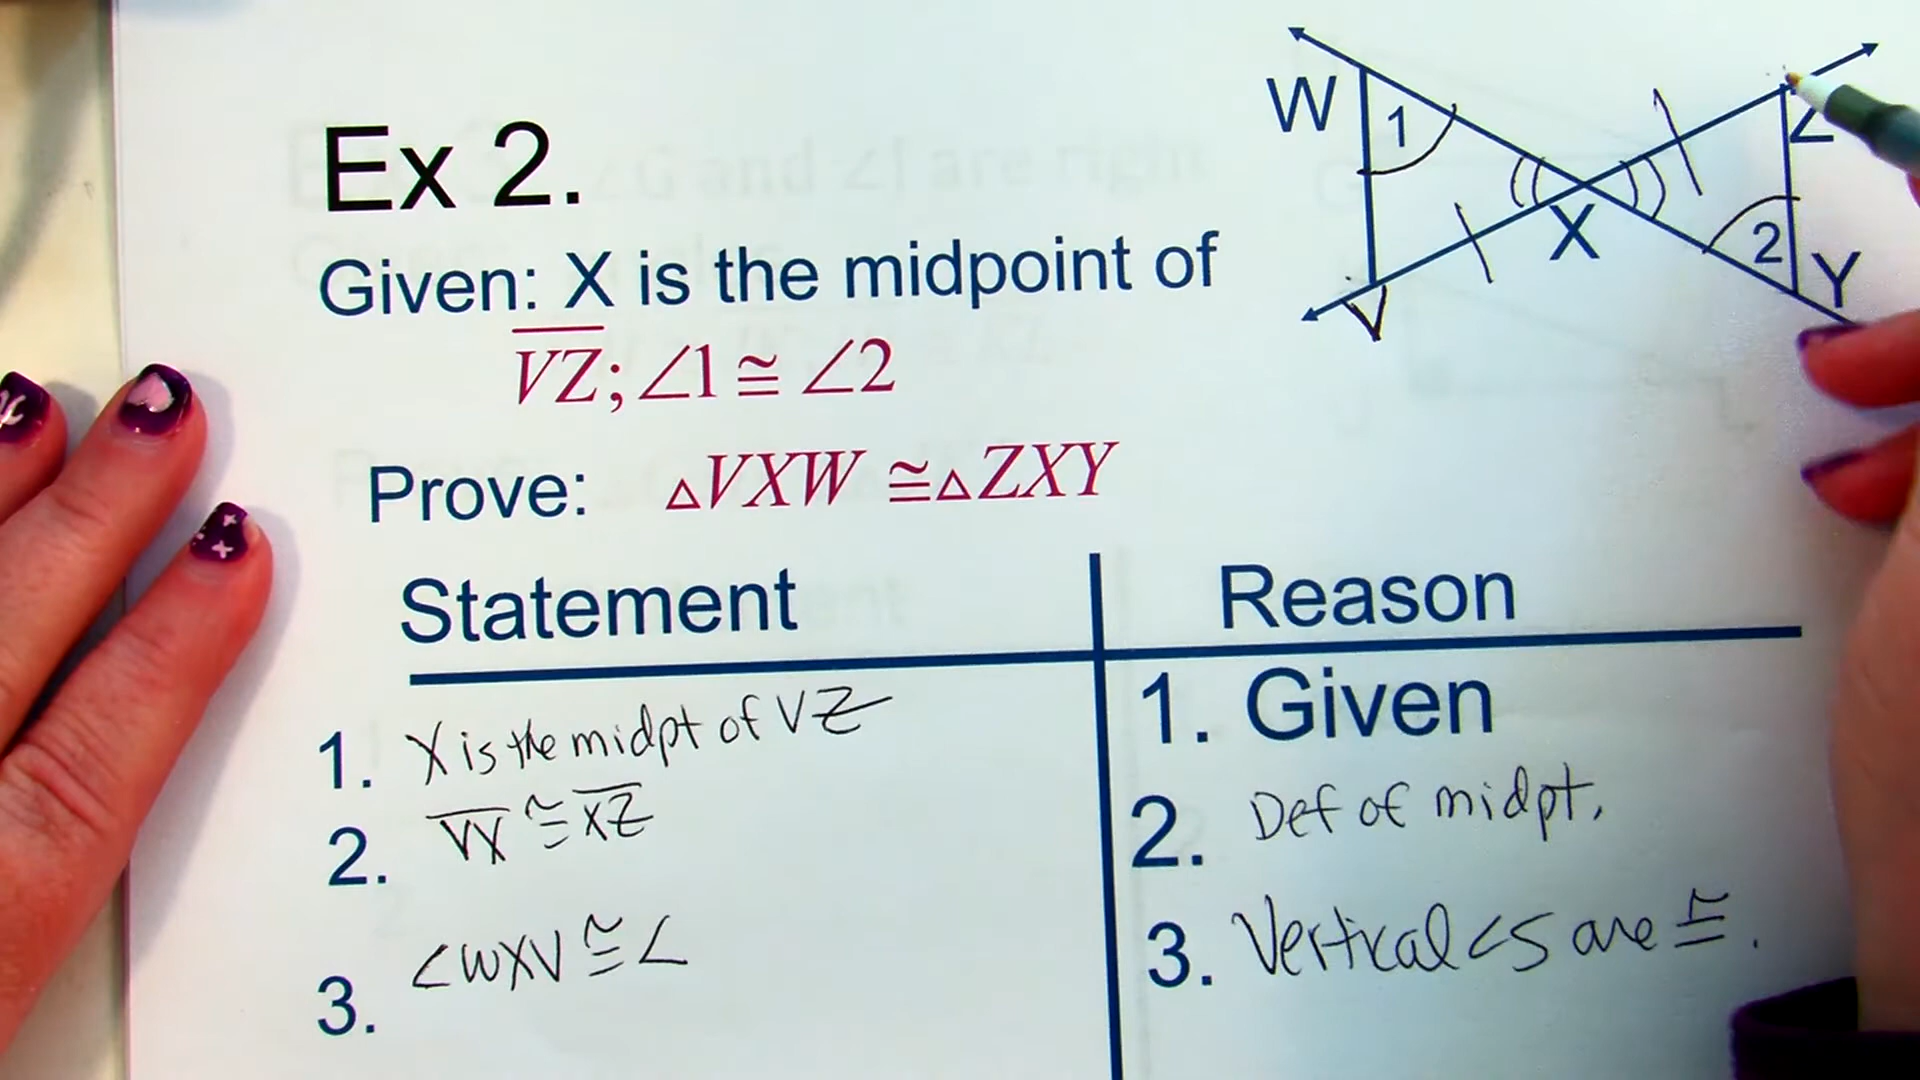 Ex 2.
Given: X is the midpoint of
VZ; ∠1 ≅ ∠2
Prove: △VXW ≅ △ZXY
W
1
X
Z
2
Y
V
Statement
Reason
1. X is the midpt of VZ
1. Given
2. VX ≅ XZ
2. Def of midpt.
3. ∠WXV ≅ ∠
3. Vertical ∠s are ≅.